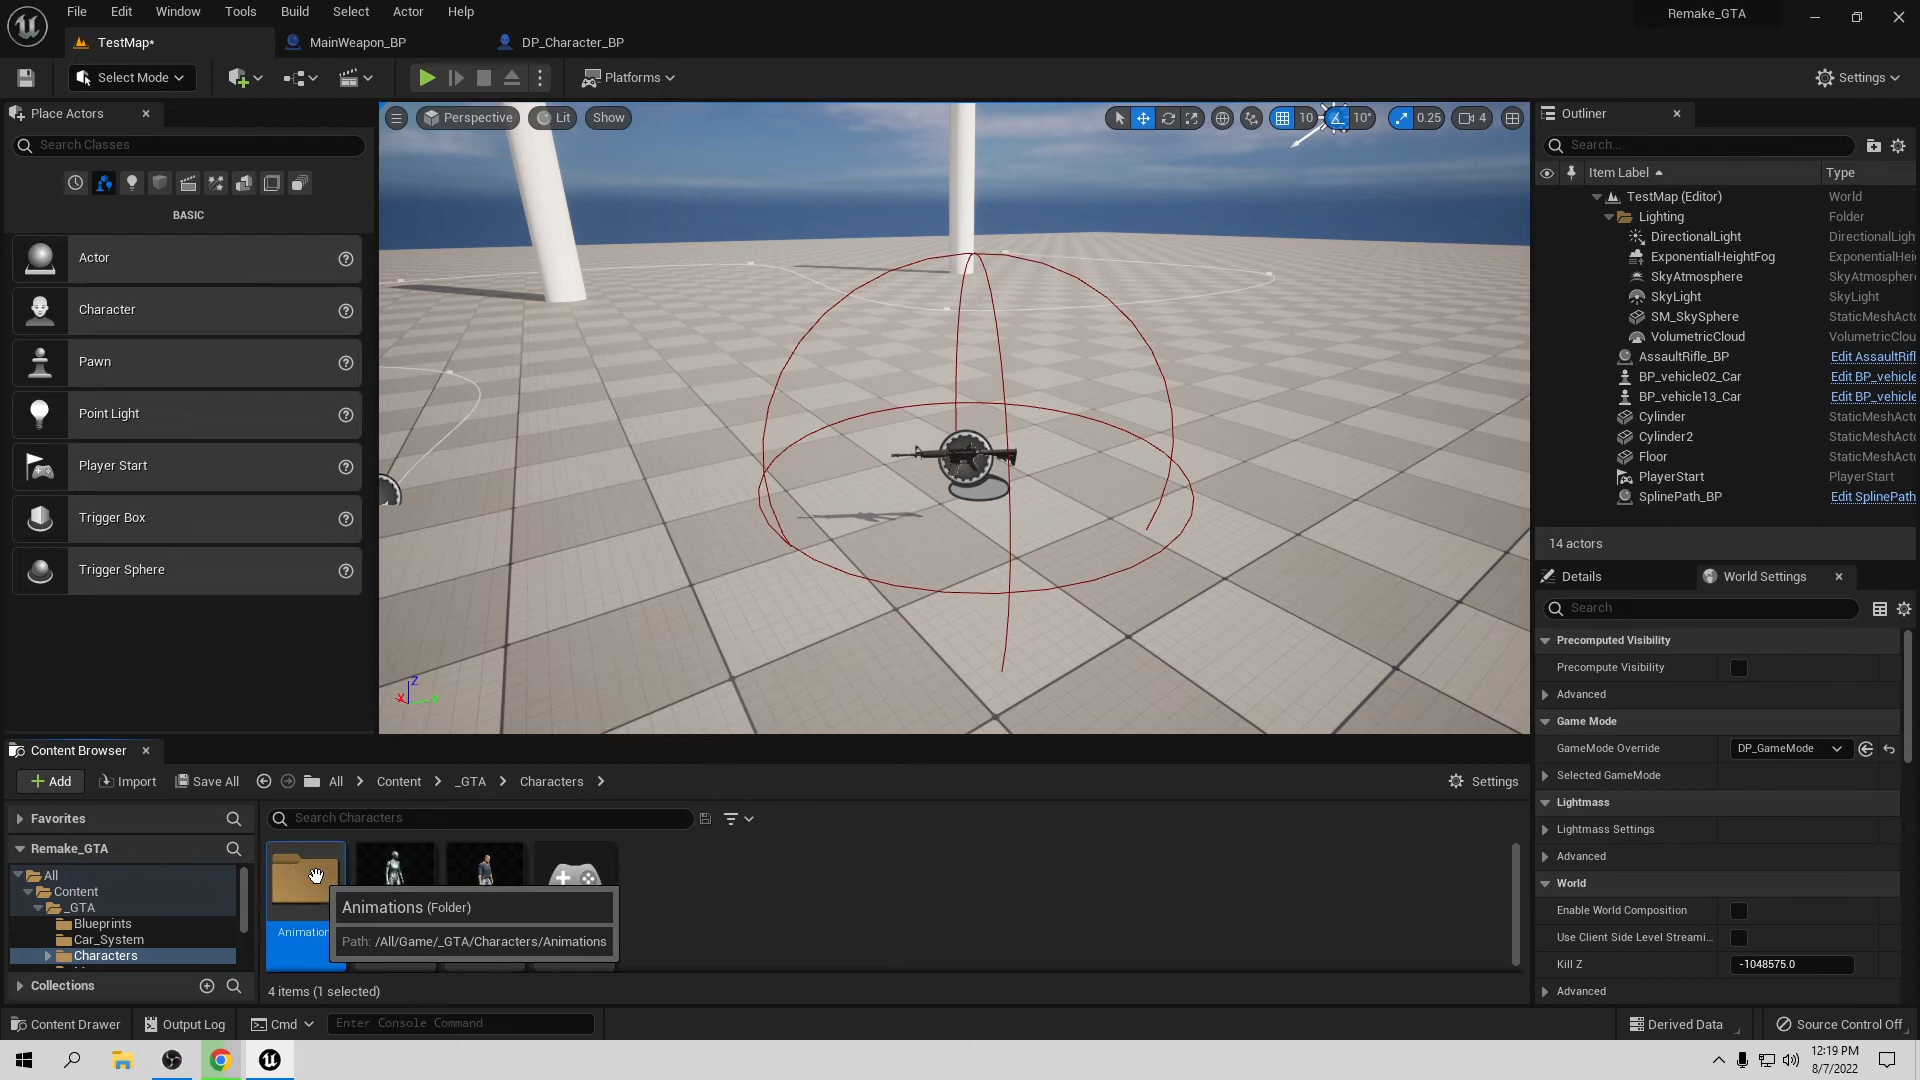 File Edit Window Tools Build Select Actor Help
Remake_GTA
TestMap*
MainWeapon_BP
DP_Character_BP
Select Mode
Platforms
Settings
Place Actors
Search Classes
BASIC
Actor
Character
Pawn
Point Light
Player Start
Trigger Box
Trigger Sphere
Perspective Lit Show
10 10° 0.25 4
Z
X
Y
Outliner
Search...
Item Label Type
TestMap (Editor) World
Lighting Folder
DirectionalLight DirectionalLigh
ExponentialHeightFog ExponentialHei
SkyAtmosphere SkyAtmosphere
SkyLight SkyLight
SM_SkySphere StaticMeshActo
VolumetricCloud VolumetricClou
AssaultRifle_BP Edit AssaultRifl
BP_vehicle02_Car Edit BP_vehicle
BP_vehicle13_Car Edit BP_vehicle
Cylinder StaticMeshActo
Cylinder2 StaticMeshActo
Floor StaticMeshActo
PlayerStart PlayerStart
SplinePath_BP Edit SplinePath
14 actors
Details World Settings
Search
Precomputed Visibility
Precompute Visibility
Advanced
Game Mode
GameMode Override DP_GameMode
Selected GameMode
Lightmass
Lightmass Settings
Advanced
World
Enable World Composition
Use Client Side Level Streami...
Kill Z -1048575.0
Advanced
Content Browser
Add Import Save All All Content _GTA Characters
Settings
Favorites
Search Characters
Remake_GTA
All
Content
_GTA
Blueprints
Car_System
Characters
Collections
Animation
Animations (Folder)
Path: /All/Game/_GTA/Characters/Animations
4 items (1 selected)
Content Drawer Output Log Cmd Enter Console Command
Derived Data Source Control Off
12:19 PM
8/7/2022